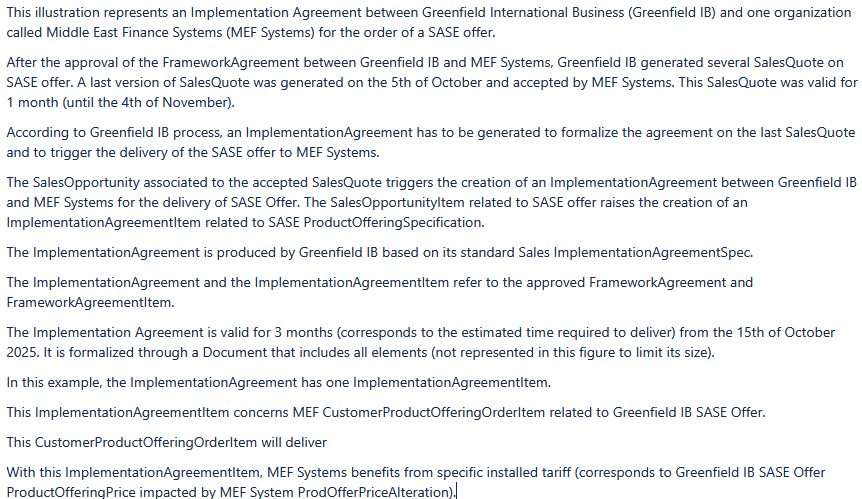 This illustration represents an Implementation Agreement between Greenfield International Business (Greenfield IB) and one organization
called Middle East Finance Systems (MEF Systems) for the order of a SASE offer.
After the approval of the FrameworkAgreement between Greenfield IB and MEF Systems, Greenfield IB generated several SalesQuote on
SASE offer. A last version of SalesQuote was generated on the 5th of October and accepted by MEF Systems. This SalesQuote was valid for
1 month (until the 4th of November).
According to Greenfield IB process, an ImplementationAgreement has to be generated to formalize the agreement on the last SalesQuote
and to trigger the delivery of the SASE offer to MEF Systems.
The SalesOpportunity associated to the accepted SalesQuote triggers the creation of an ImplementationAgreement between Greenfield IB
and MEF Systems for the delivery of SASE Offer. The SalesOpportunityItem related to SASE offer raises the creation of an
ImplementationAgreementItem related to SASE ProductOfferingSpecification.
The ImplementationAgreement is produced by Greenfield IB based on its standard Sales ImplementationAgreementSpec.
The ImplementationAgreement and the ImplementationAgreementItem refer to the approved FrameworkAgreement and
FrameworkAgreementItem.
The Implementation Agreement is valid for 3 months (corresponds to the estimated time required to deliver) from the 15th of October
2025. It is formalized through a Document that includes all elements (not represented in this figure to limit its size).
In this example, the ImplementationAgreement has one ImplementationAgreementItem.
This ImplementationAgreementItem concerns MEF CustomerProductOfferingOrderItem related to Greenfield IB SASE Offer.
This CustomerProductOfferingOrderItem will deliver
With this ImplementationAgreementItem, MEF Systems benefits from specific installed tariff (corresponds to Greenfield IB SASE Offer
ProductOfferingPrice impacted by MEF System ProdOfferPriceAlteration).